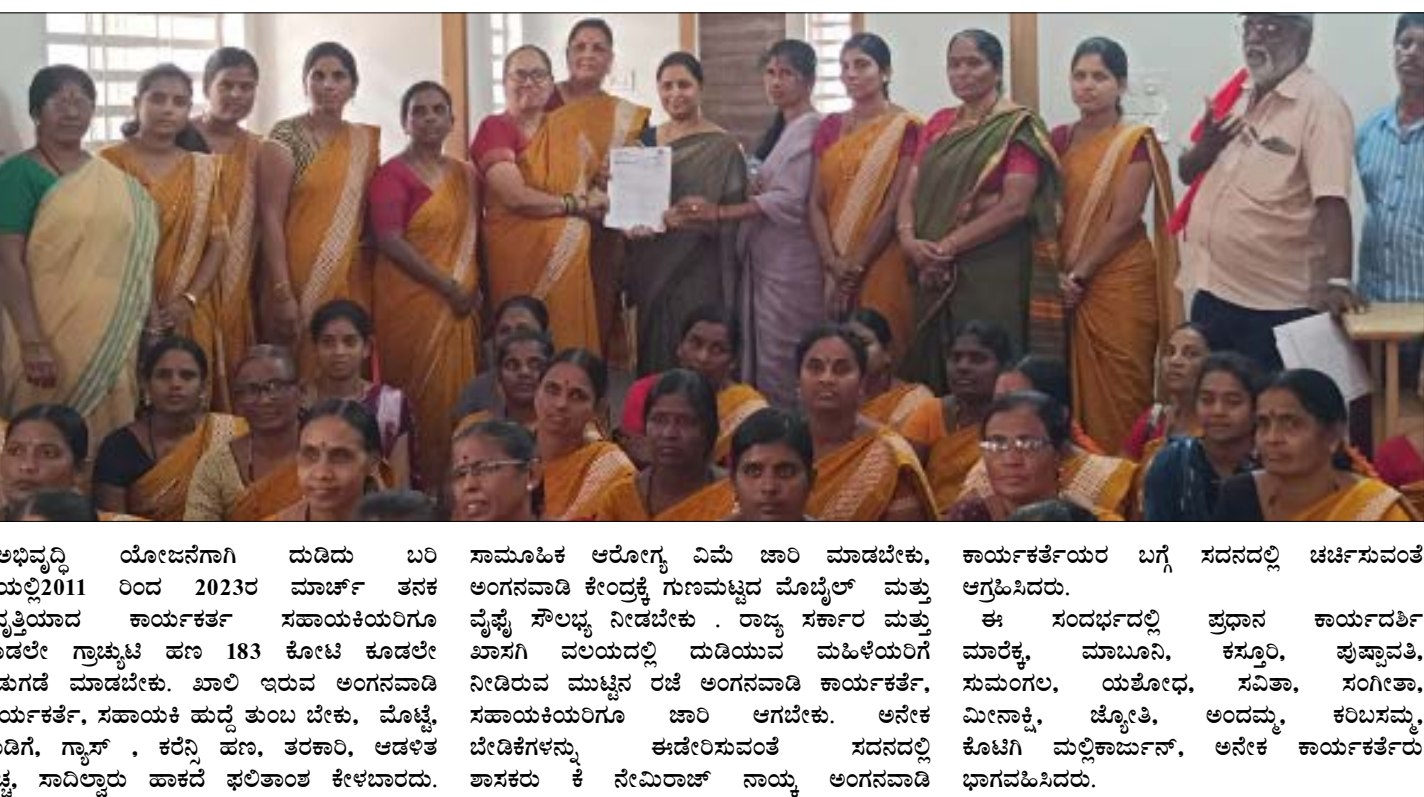 ಅಭಿವೃದ್ಧಿ ಯೋಜನೆಗಾಗಿ ದುಡಿದು ಬರಿ
ಯಲ್ಲಿ2011 ರಿಂದ 2023ರ ಮಾರ್ಚ್ ತನಕ
ವೃತ್ತಿಯಾದ ಕಾರ್ಯಕರ್ತ ಸಹಾಯಕಿಯರಿಗೂ
ಗ್ರಾಚ್ಯುಟಿ ಹಣ 183 ಕೋಟಿ ಕೂಡಲೇ
ಮಾಡಬೇಕು. ಖಾಲಿ ಇರುವ ಅಂಗನವಾಡಿ
ರ್ಯಕರ್ತೆ, ಸಹಾಯಕಿ ಹುದ್ದೆ ತುಂಬ ಬೇಕು, ಮೊಟ್ಟೆ,
ಗ್ಯಾಸ್ , ಕರೆನ್ಸಿ ಹಣ, ತರಕಾರಿ, ಆಡಳಿತ
ಸಾದಿಲ್ವಾರು ಹಾಕದೆ ಫಲಿತಾಂಶ ಕೇಳಬಾರದು.
ಸಾಮೂಹಿಕ ಆರೋಗ್ಯ ವಿಮೆ ಜಾರಿ ಮಾಡಬೇಕು,
ಅಂಗನವಾಡಿ ಕೇಂದ್ರಕ್ಕೆ ಗುಣಮಟ್ಟದ ಮೊಬೈಲ್ ಮತ್ತು
ವೈಫೈ ಸೌಲಭ್ಯ ನೀಡಬೇಕು . ರಾಜ್ಯ ಸರ್ಕಾರ ಮತ್ತು
ಖಾಸಗಿ ವಲಯದಲ್ಲಿ ದುಡಿಯುವ ಮಹಿಳೆಯರಿಗೆ
ನೀಡಿರುವ ಮುಟ್ಟಿನ ರಜೆ ಅಂಗನವಾಡಿ ಕಾರ್ಯಕರ್ತೆ,
ಸಹಾಯಕಿಯರಿಗೂ ಜಾರಿ ಆಗಬೇಕು. ಅನೇಕ
ಬೇಡಿಕೆಗಳನ್ನು ಈಡೇರಿಸುವಂತೆ ಸದನದಲ್ಲಿ
ಶಾಸಕರು ಕೆ ನೇಮಿರಾಜ್ ನಾಯ್ಕ ಅಂಗನವಾಡಿ
ಕಾರ್ಯಕರ್ತೆಯರ ಬಗ್ಗೆ ಸದನದಲ್ಲಿ ಚರ್ಚಿಸುವಂತೆ
ಆಗ್ರಹಿಸಿದರು.
ಈ ಸಂದರ್ಭದಲ್ಲಿ ಪ್ರಧಾನ ಕಾರ್ಯದರ್ಶಿ
ಮಾರೆಕ್ಕ, ಮಾಬೂನಿ, ಕಸ್ತೂರಿ, ಪುಷ್ಪಾವತಿ,
ಸುಮಂಗಲ, ಯಶೋಧ, ಸವಿತಾ, ಸಂಗೀತಾ,
ಮೀನಾಕ್ಷಿ, ಜ್ಯೋತಿ, ಅಂದಮ್ಮ, ಕರಿಬಸಮ್ಮ,
ಕೊಟಿಗಿ ಮಲ್ಲಿಕಾರ್ಜುನ್, ಅನೇಕ ಕಾರ್ಯಕರ್ತೆರು
ಭಾಗವಹಿಸಿದರು.